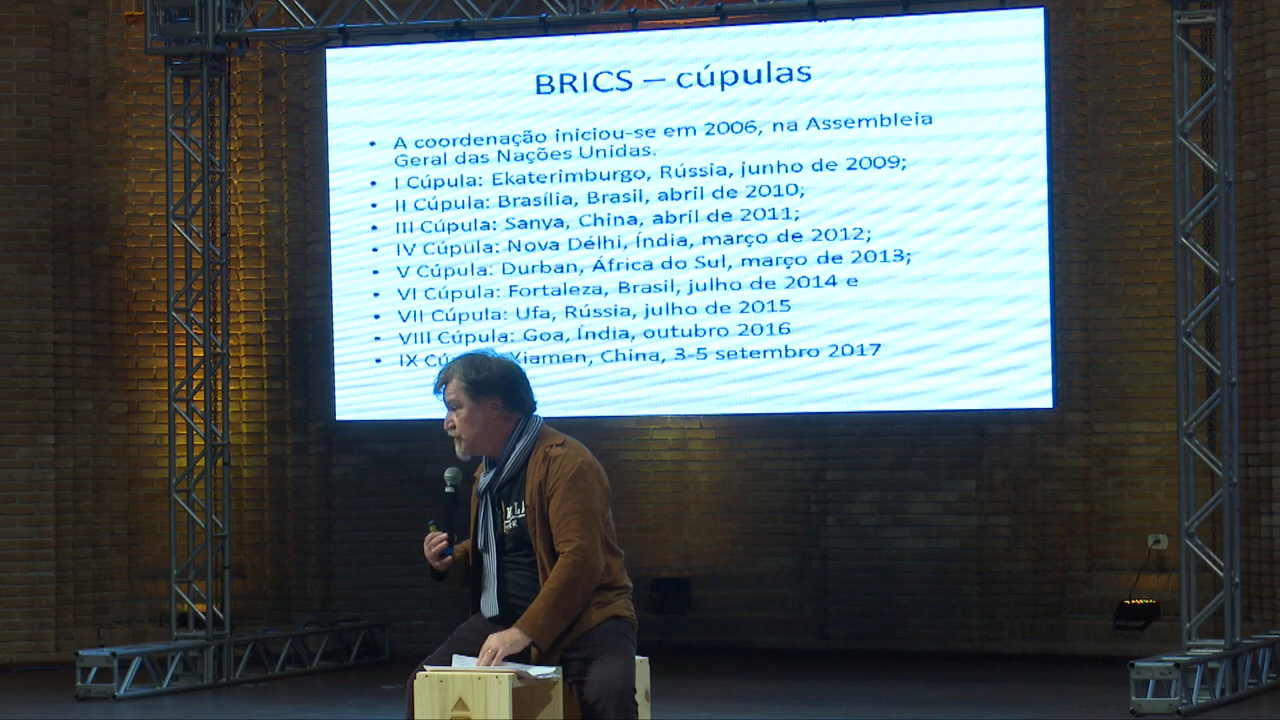 BRICS – cúpulas
• A coordenação iniciou-se em 2006, na Assembleia
Geral das Nações Unidas.
• I Cúpula: Ekaterimburgo, Rússia, junho de 2009;
• II Cúpula: Brasília, Brasil, abril de 2010;
• III Cúpula: Sanya, China, abril de 2011;
• IV Cúpula: Nova Délhi, Índia, março de 2012;
• V Cúpula: Durban, África do Sul, março de 2013;
• VI Cúpula: Fortaleza, Brasil, julho de 2014 e
• VII Cúpula: Ufa, Rússia, julho de 2015
• VIII Cúpula: Goa, Índia, outubro 2016
• IX Xiamen, China, 3-5 setembro 2017